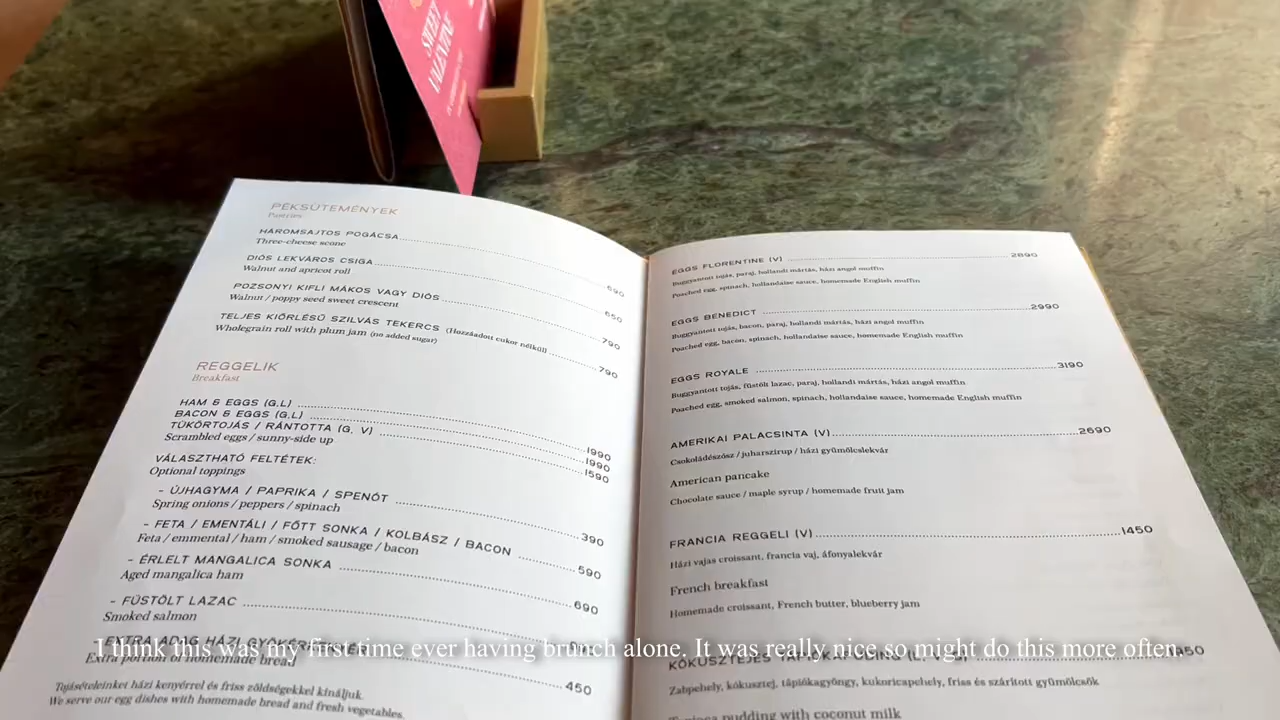 SWEET
VALENTINE
PÉKSÜTEMÉNYEK
Pastries
HÁROMSAJTOS POGÁCSA
Three-cheese scone
690
DIÓS LEKVÁROS CSIGA
Walnut and apricot roll
650
POZSONYI KIFLI MÁKOS VAGY DIÓS
Walnut / poppy seed sweet crescent
790
TELJES KIŐRLÉSŰ SZILVÁS TEKERCS (Hozzáadott cukor nélkül)
Wholegrain roll with plum jam (no added sugar)
790
REGGELIK
Breakfast
HAM & EGGS (G,L) 1990
BACON & EGGS (G,L) 1990
TÜKÖRTOJÁS / RÁNTOTTA (G, V) 1590
Scrambled eggs / sunny-side up
VÁLASZTHATÓ FELTÉTEK:
Optional toppings
- ÚJHAGYMA / PAPRIKA / SPENÓT 390
Spring onions / peppers / spinach
- FETA / EMENTÁLI / FŐTT SONKA / KOLBÁSZ / BACON 590
Feta / emmental / ham / smoked sausage / bacon
- ÉRLELT MANGALICA SONKA 690
Aged mangalica ham
- FÜSTÖLT LAZAC
Smoked salmon
EXTRA ADAG HÁZI 450
Extra portion of homemade bread
Tojásételeinket házi kenyérrel és friss zöldségekkel kínáljuk.
We serve our egg dishes with homemade bread and fresh vegetables.
EGGS FLORENTINE (V) 2890
Buggyantott tojás, paraj, hollandi mártás, házi angol muffin
Poached egg, spinach, hollandaise sauce, homemade English muffin
EGGS BENEDICT 2990
Buggyantott tojás, bacon, paraj, hollandi mártás, házi angol muffin
Poached egg, bacon, spinach, hollandaise sauce, homemade English muffin
EGGS ROYALE 3190
Buggyantott tojás, füstölt lazac, paraj, hollandi mártás, házi angol muffin
Poached egg, smoked salmon, spinach, hollandaise sauce, homemade English muffin
AMERIKAI PALACSINTA (V) 2690
Csokoládészósz / juharszirup / házi gyümölcslekvár
American pancake
Chocolate sauce / maple syrup / homemade fruit jam
FRANCIA REGGELI (V) 1450
Házi vajas croissant, francia vaj, áfonyalekvár
French breakfast
Homemade croissant, French butter, blueberry jam
KÓKUSZTEJES TÁPIÓKAPUDING
Zabpehely, kókusztej, tápiókagyöngy, kukoricapehely, friss és szárított gyümölcsök
Tapioca pudding with coconut milk
I think this was my first time ever having brunch alone. It was really nice so might do this more often.